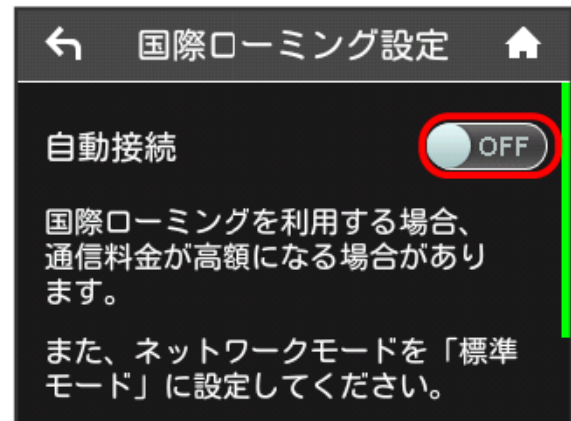 国際ローミング設定
自動接続 OFF
国際ローミングを利用する場合、
通信料金が高額になる場合があり
ます。
また、ネットワークモードを「標準
モード」に設定してください。